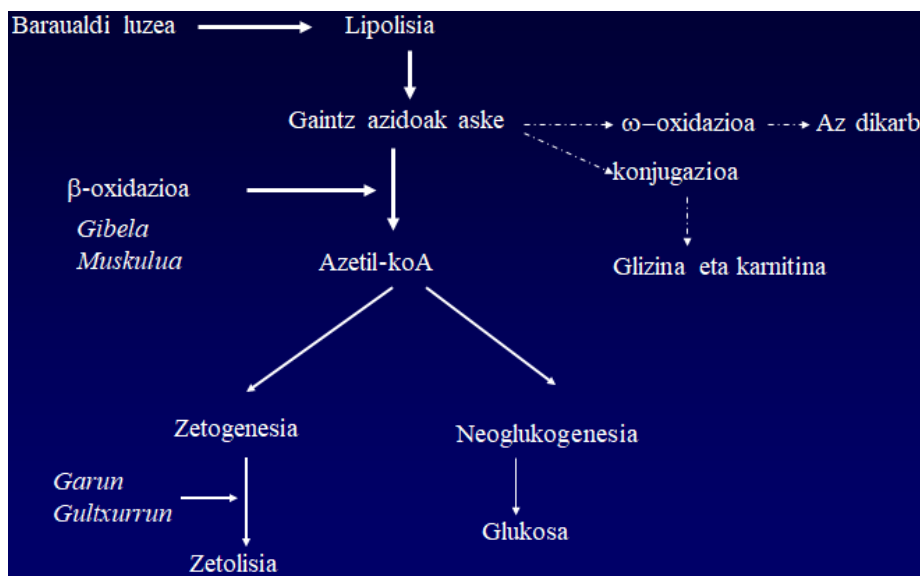 Baraualdi luzea
Lipolisia
Gaintz azidoak aske
ω–oxidazioa
Az dikarb
konjugazioa
β-oxidazioa
Gibela
Muskulua
Azetil-koA
Glizina eta karnitina
Zetogenesia
Neoglukogenesia
Garun
Gultxurrun
Glukosa
Zetolisia